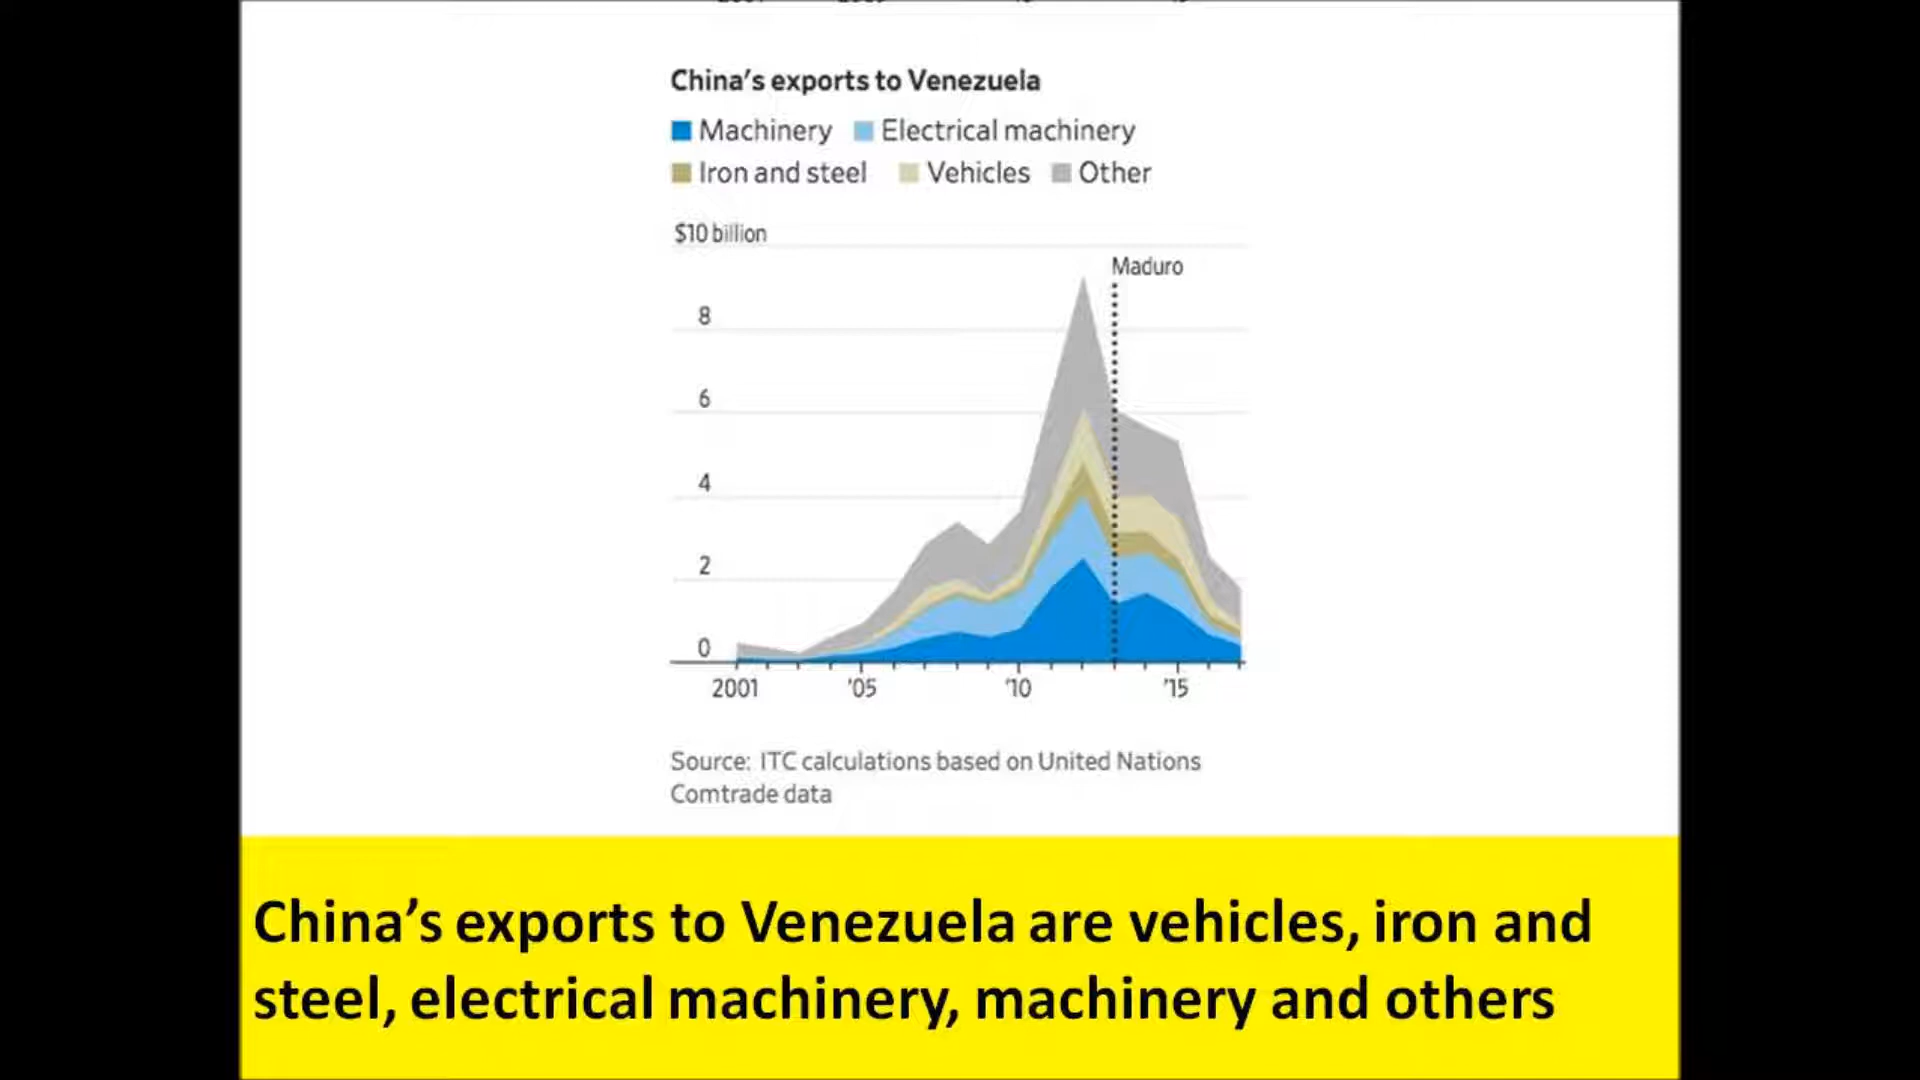 China's exports to Venezuela
Machinery Electrical machinery
Iron and steel Vehicles Other
$10 billion
Maduro
8
6
4
2
0
2001 '05 '10 '15
Source: ITC calculations based on United Nations
Comtrade data
China's exports to Venezuela are vehicles, iron and
steel, electrical machinery, machinery and others